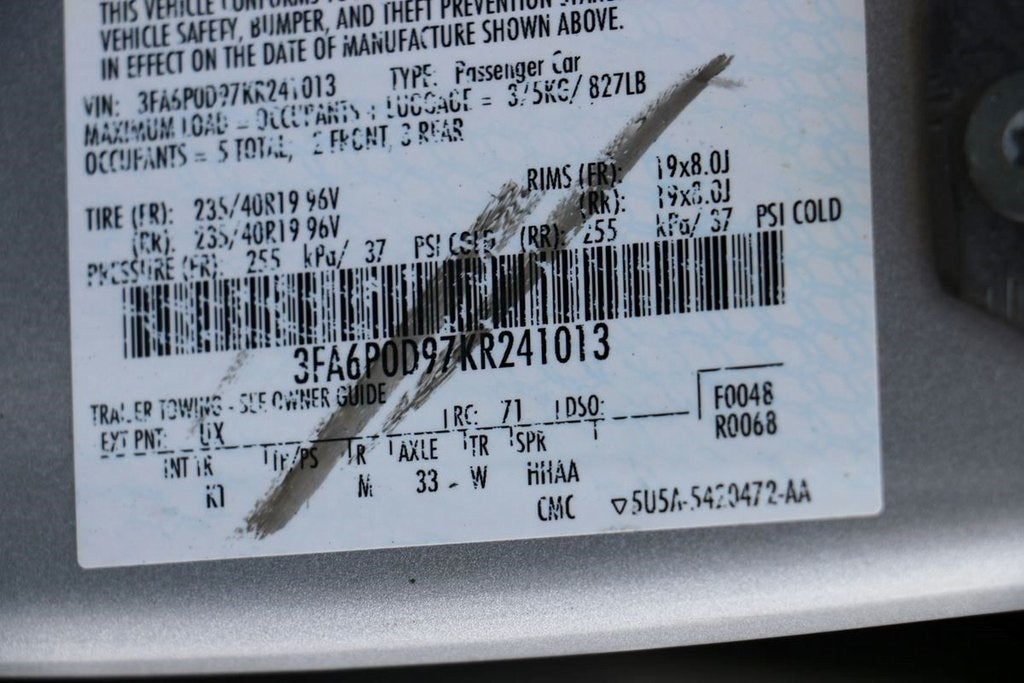 THIS VEHICLE CONFORMS TO
VEHICLE SAFETY, BUMPER, AND THEFT PREVENTION
IN EFFECT ON THE DATE OF MANUFACTURE SHOWN ABOVE.
VIN: 3FA6P0D97KR241013 TYPE: Passenger Car
MAXIMUM LOAD = OCCUPANTS + LUGGAGE = 375KG/ 827LB
OCCUPANTS = 5 TOTAL, 2 FRONT, 3 REAR
TIRE (FR): 235/40R19 96V RIMS (FR): 19x8.0J
(RR): 235/40R19 96V (RR): 19x8.0J
PRESSURE (FR): 255 kPa/ 37 PSI COLD (RR): 255 kPa/ 37 PSI COLD
3FA6P0D97KR241013
TRAILER TOWING - SEE OWNER GUIDE
EXT PNT: UX RC: 71 DSO: F0048
R0068
INT TR TP/PS R AXLE TR SPR
M 33 W HHAA
CMC ▽5U5A-5420472-AA